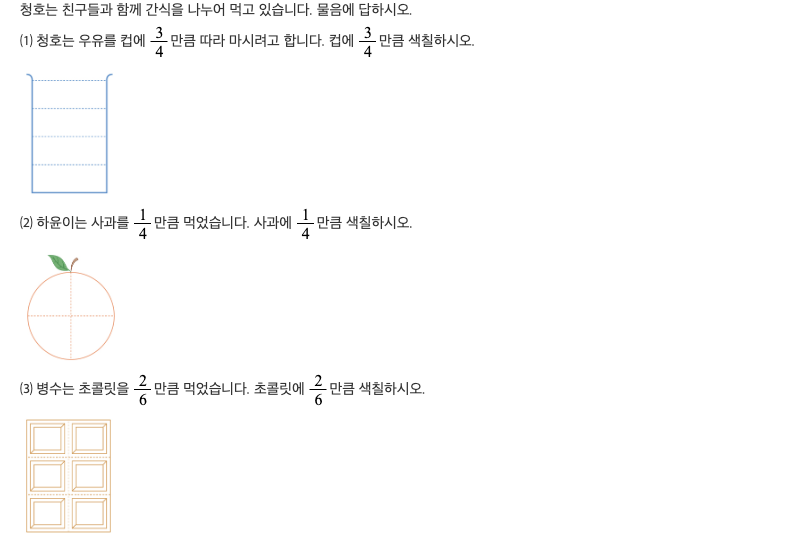 청호는 친구들과 함께 간식을 나누어 먹고 있습니다. 물음에 답하시오.
(1) 청호는 우유를 컵에 3/4 만큼 따라 마시려고 합니다. 컵에 3/4 만큼 색칠하시오.
(2) 하윤이는 사과를 1/4 만큼 먹었습니다. 사과에 1/4 만큼 색칠하시오.
(3) 병수는 초콜릿을 2/6 만큼 먹었습니다. 초콜릿에 2/6 만큼 색칠하시오.